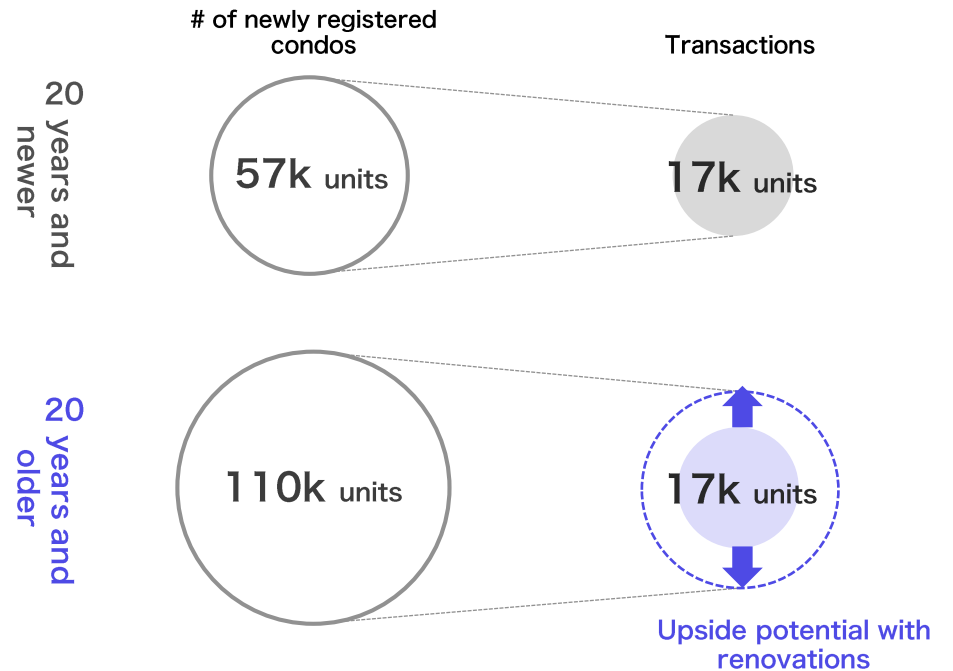 # of newly registered
condos
Transactions
20 years and
newer
57k units
17k units
20 years and
older
110k units
17k units
Upside potential with
renovations